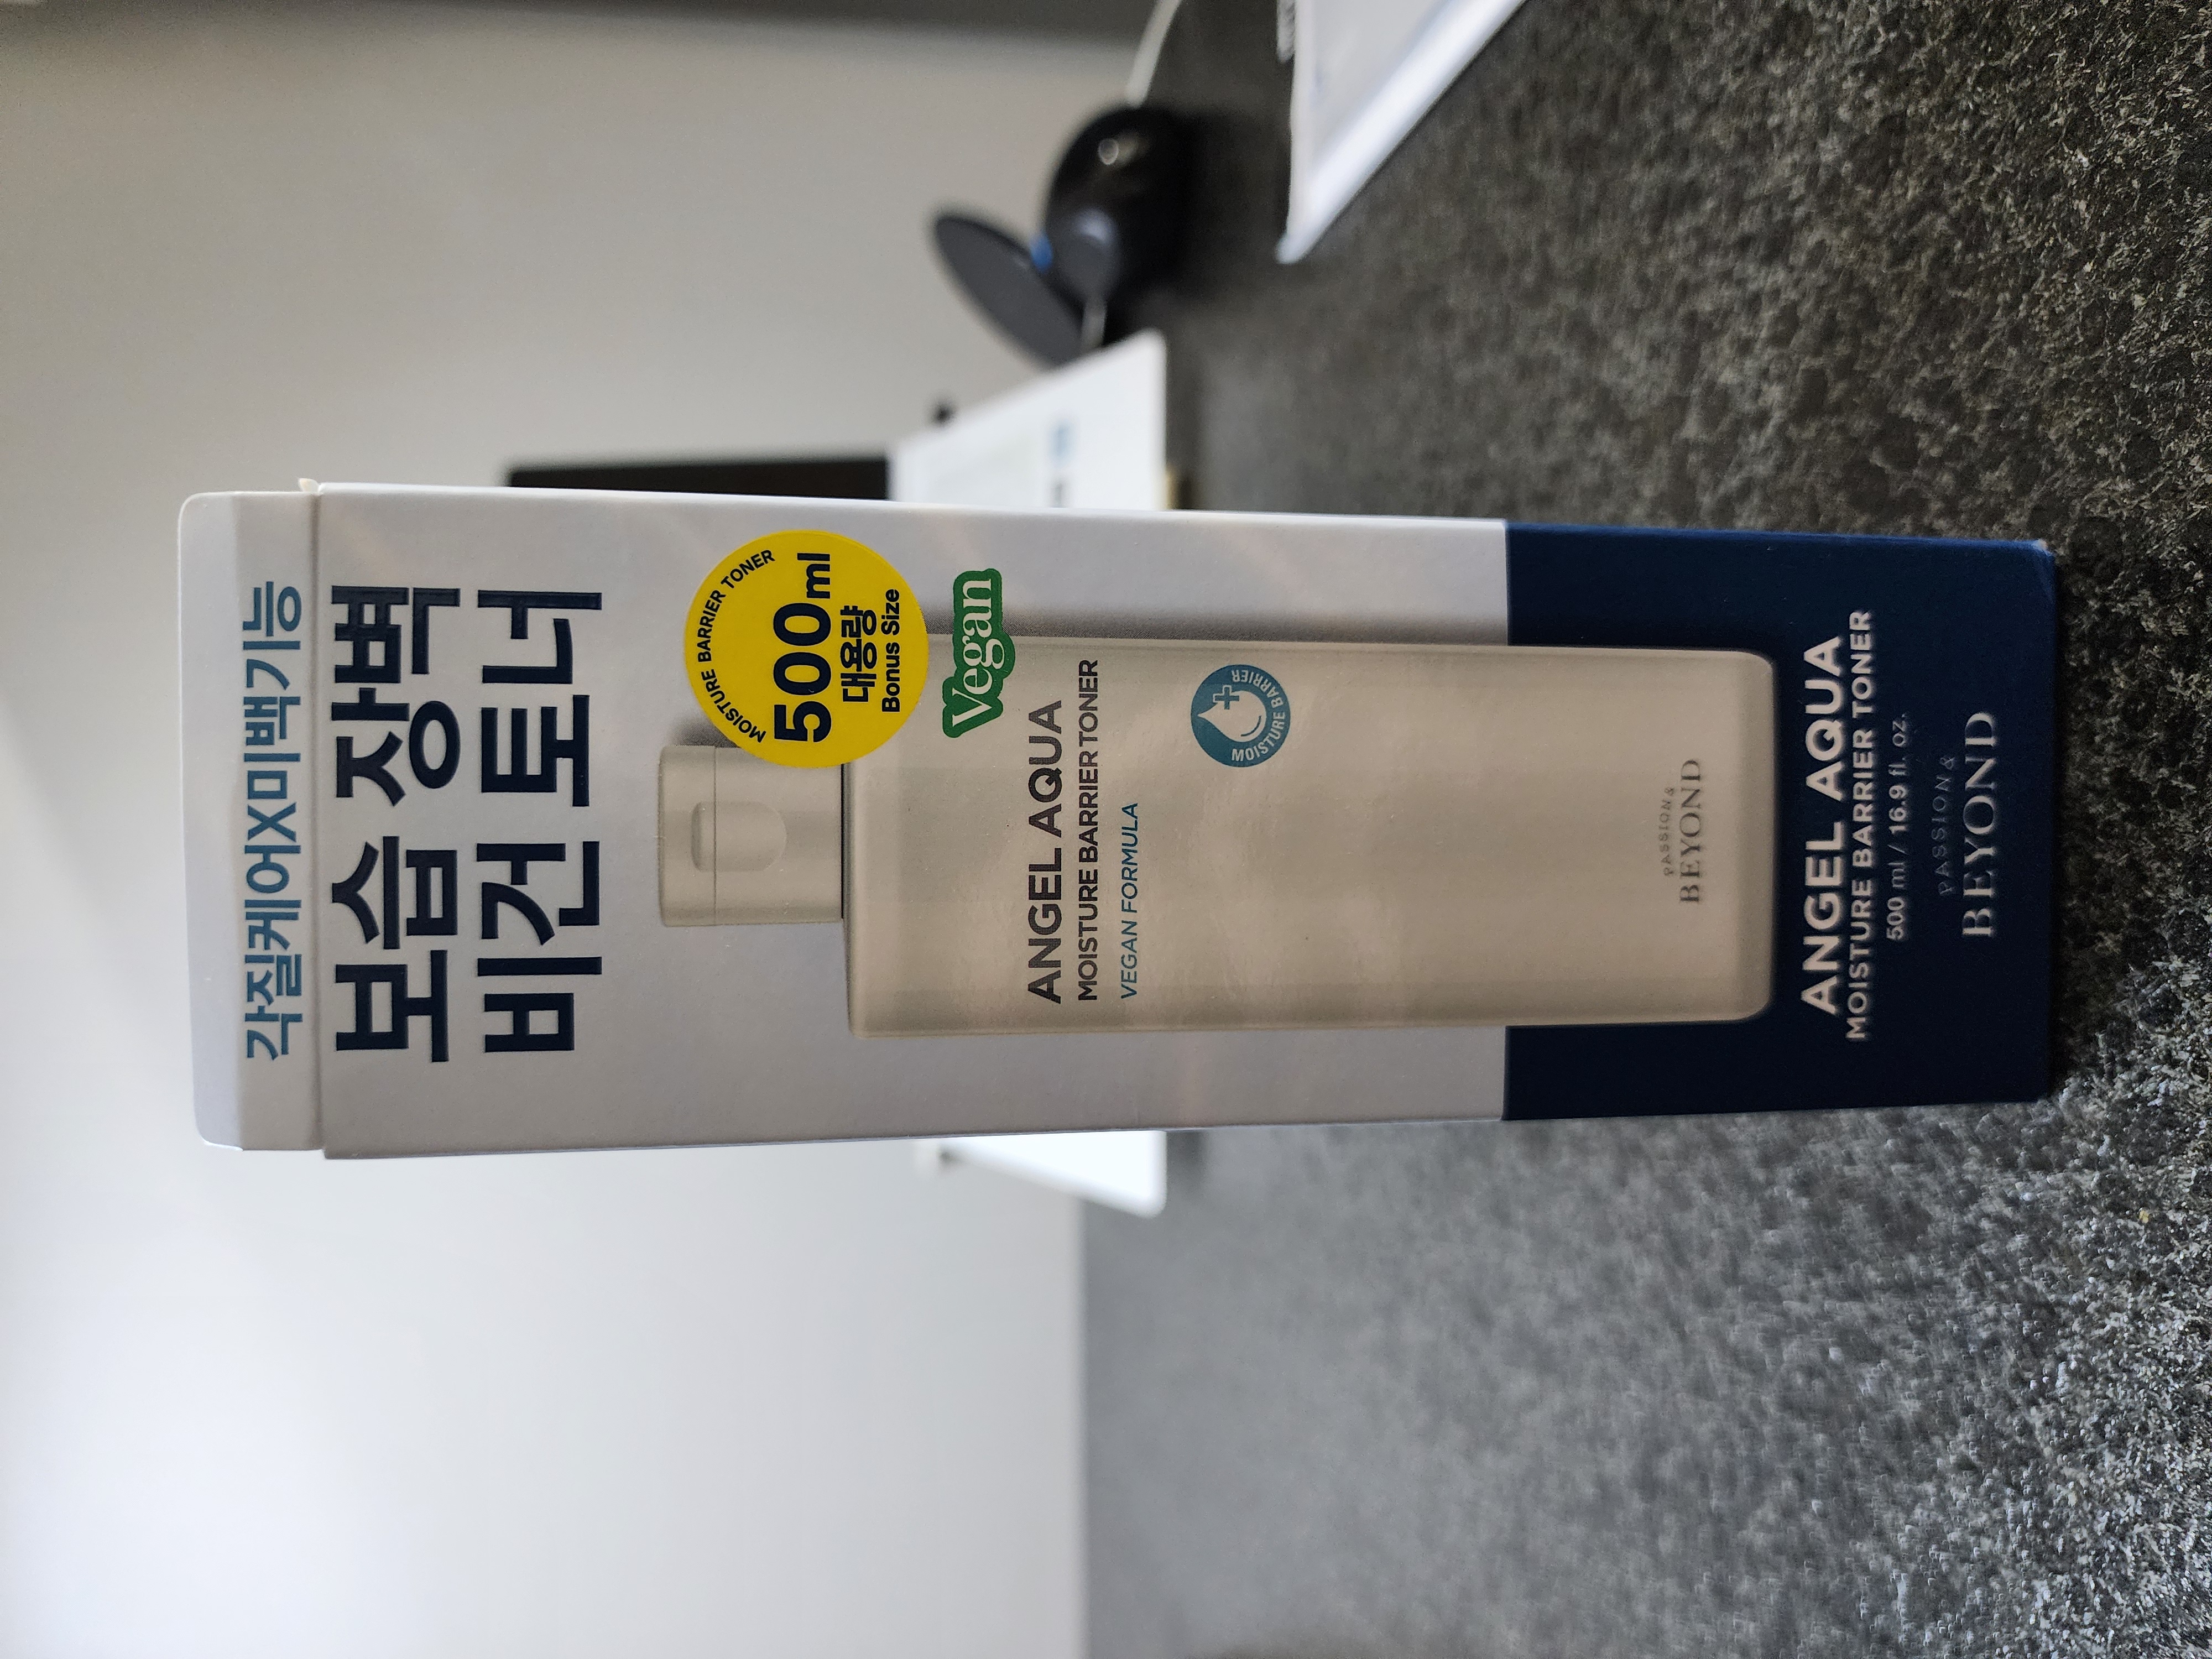 각질케어X미백기능
보습 장벽
비건 토너
MOISTURE BARRIER TONER
500ml
대용량
Bonus Size
Vegan
ANGEL AQUA
MOISTURE BARRIER TONER
VEGAN FORMULA
MOISTURE BARRIER
PASSION&
BEYOND
ANGEL AQUA
MOISTURE BARRIER TONER
500 ml / 16.9 fl. oz.
PASSION&
BEYOND